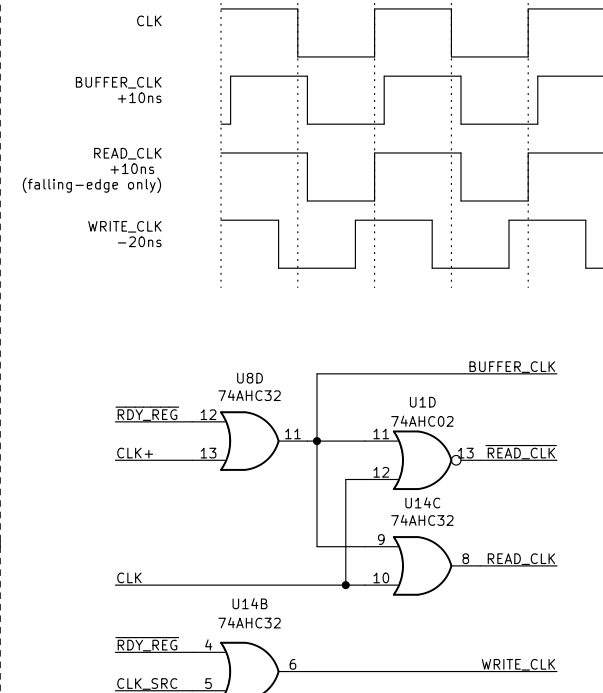 CLK
BUFFER_CLK
+10ns
READ_CLK
+10ns
(falling-edge only)
WRITE_CLK
-20ns
BUFFER_CLK
U8D
74AHC32
RDY_REG 12
11
CLK+ 13
U1D
74AHC02
11
12
13 READ_CLK
U14C
74AHC32
9
10
8 READ_CLK
CLK
U14B
74AHC32
RDY_REG 4
6
WRITE_CLK
CLK_SRC 5